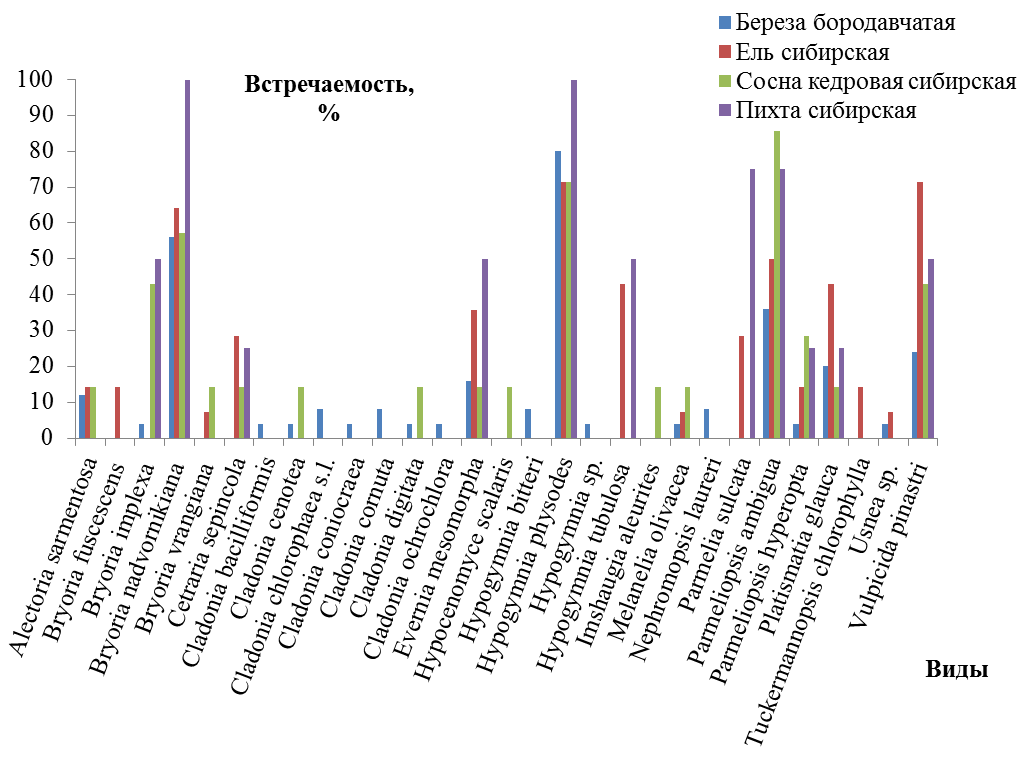 Береза бородавчатая
Ель сибирская
Сосна кедровая сибирская
Пихта сибирская
Встречаемость,
%
100
90
80
70
60
50
40
30
20
10
0
Alectoria sarmentosa
Bryoria fuscescens
Bryoria implexa
Bryoria nadvornikiana
Bryoria vrangiana
Cetraria sepincola
Cladonia bacilliformis
Cladonia cenotea
Cladonia chlorophaea s.l.
Cladonia coniocraea
Cladonia cornuta
Cladonia digitata
Cladonia ochrochlora
Evernia mesomorpha
Hypocenomyce scalaris
Hypogymnia bitteri
Hypogymnia physodes
Hypogymnia sp.
Hypogymnia tubulosa
Imshaugia aleurites
Melanelia olivacea
Nephromopsis laureri
Parmelia sulcata
Parmeliopsis ambigua
Parmeliopsis hyperopta
Platismatia glauca
Tuckermannopsis chlorophylla
Usnea sp.
Vulpicida pinastri
Виды